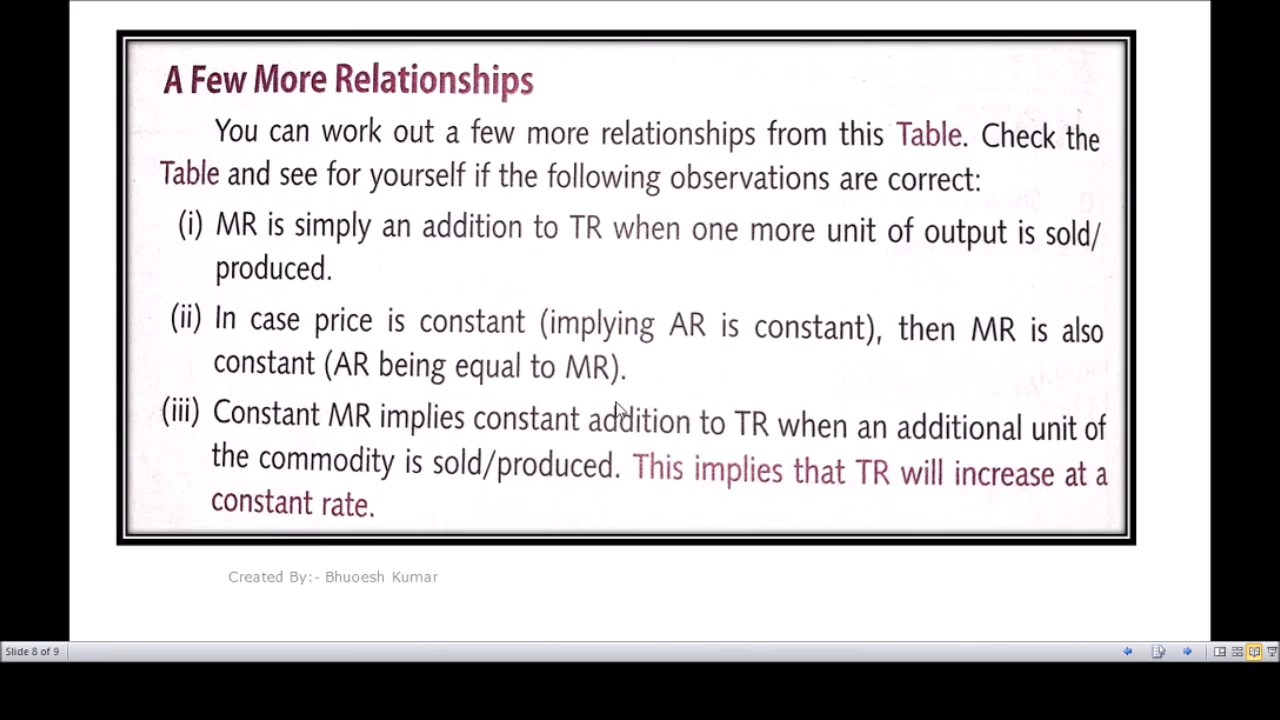 A Few More Relationships
You can work out a few more relationships from this Table. Check the
Table and see for yourself if the following observations are correct:
(i) MR is simply an addition to TR when one more unit of output is sold/
produced.
(ii) In case price is constant (implying AR is constant), then MR is also
constant (AR being equal to MR).
(iii) Constant MR implies constant addition to TR when an additional unit of
the commodity is sold/produced. This implies that TR will increase at a
constant rate.
Created By:- Bhuoesh Kumar
Slide 8 of 9